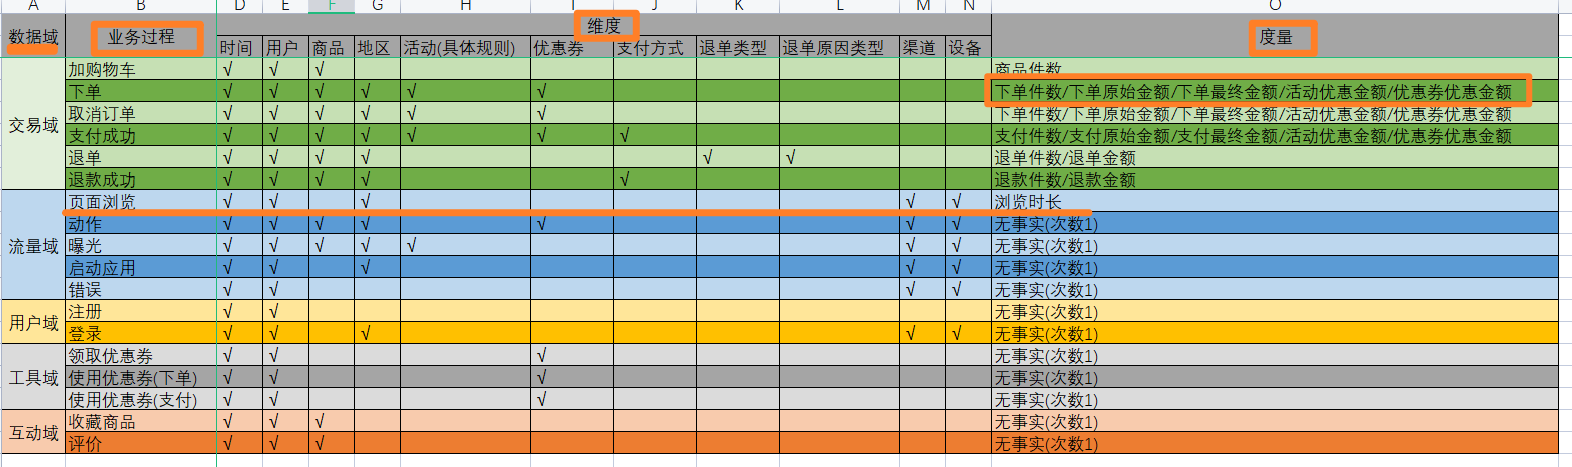 A B D E F G H I J K L M N O
数据域 业务过程 维度 度量
时间 用户 商品 地区 活动(具体规则) 优惠券 支付方式 退单类型 退单原因类型 渠道 设备
交易域 加购物车 √ √ √ 商品件数
下单 √ √ √ √ √ √ 下单件数/下单原始金额/下单最终金额/活动优惠金额/优惠券优惠金额
取消订单 √ √ √ √ √ √ 下单件数/下单原始金额/下单最终金额/活动优惠金额/优惠券优惠金额
支付成功 √ √ √ √ √ √ √ 支付件数/支付原始金额/支付最终金额/活动优惠金额/优惠券优惠金额
退单 √ √ √ √ √ √ 退单件数/退单金额
退款成功 √ √ √ √ √ 退款件数/退款金额
流量域 页面浏览 √ √ √ √ √ 浏览时长
动作 √ √ √ √ √ √ √ 无事实(次数1)
曝光 √ √ √ √ √ √ √ 无事实(次数1)
启动应用 √ √ √ √ √ 无事实(次数1)
错误 √ √ √ √ 无事实(次数1)
用户域 注册 √ √ 无事实(次数1)
登录 √ √ √ √ √ 无事实(次数1)
工具域 领取优惠券 √ √ √ 无事实(次数1)
使用优惠券(下单) √ √ √ 无事实(次数1)
使用优惠券(支付) √ √ √ 无事实(次数1)
互动域 收藏商品 √ √ √ 无事实(次数1)
评价 √ √ √ 无事实(次数1)